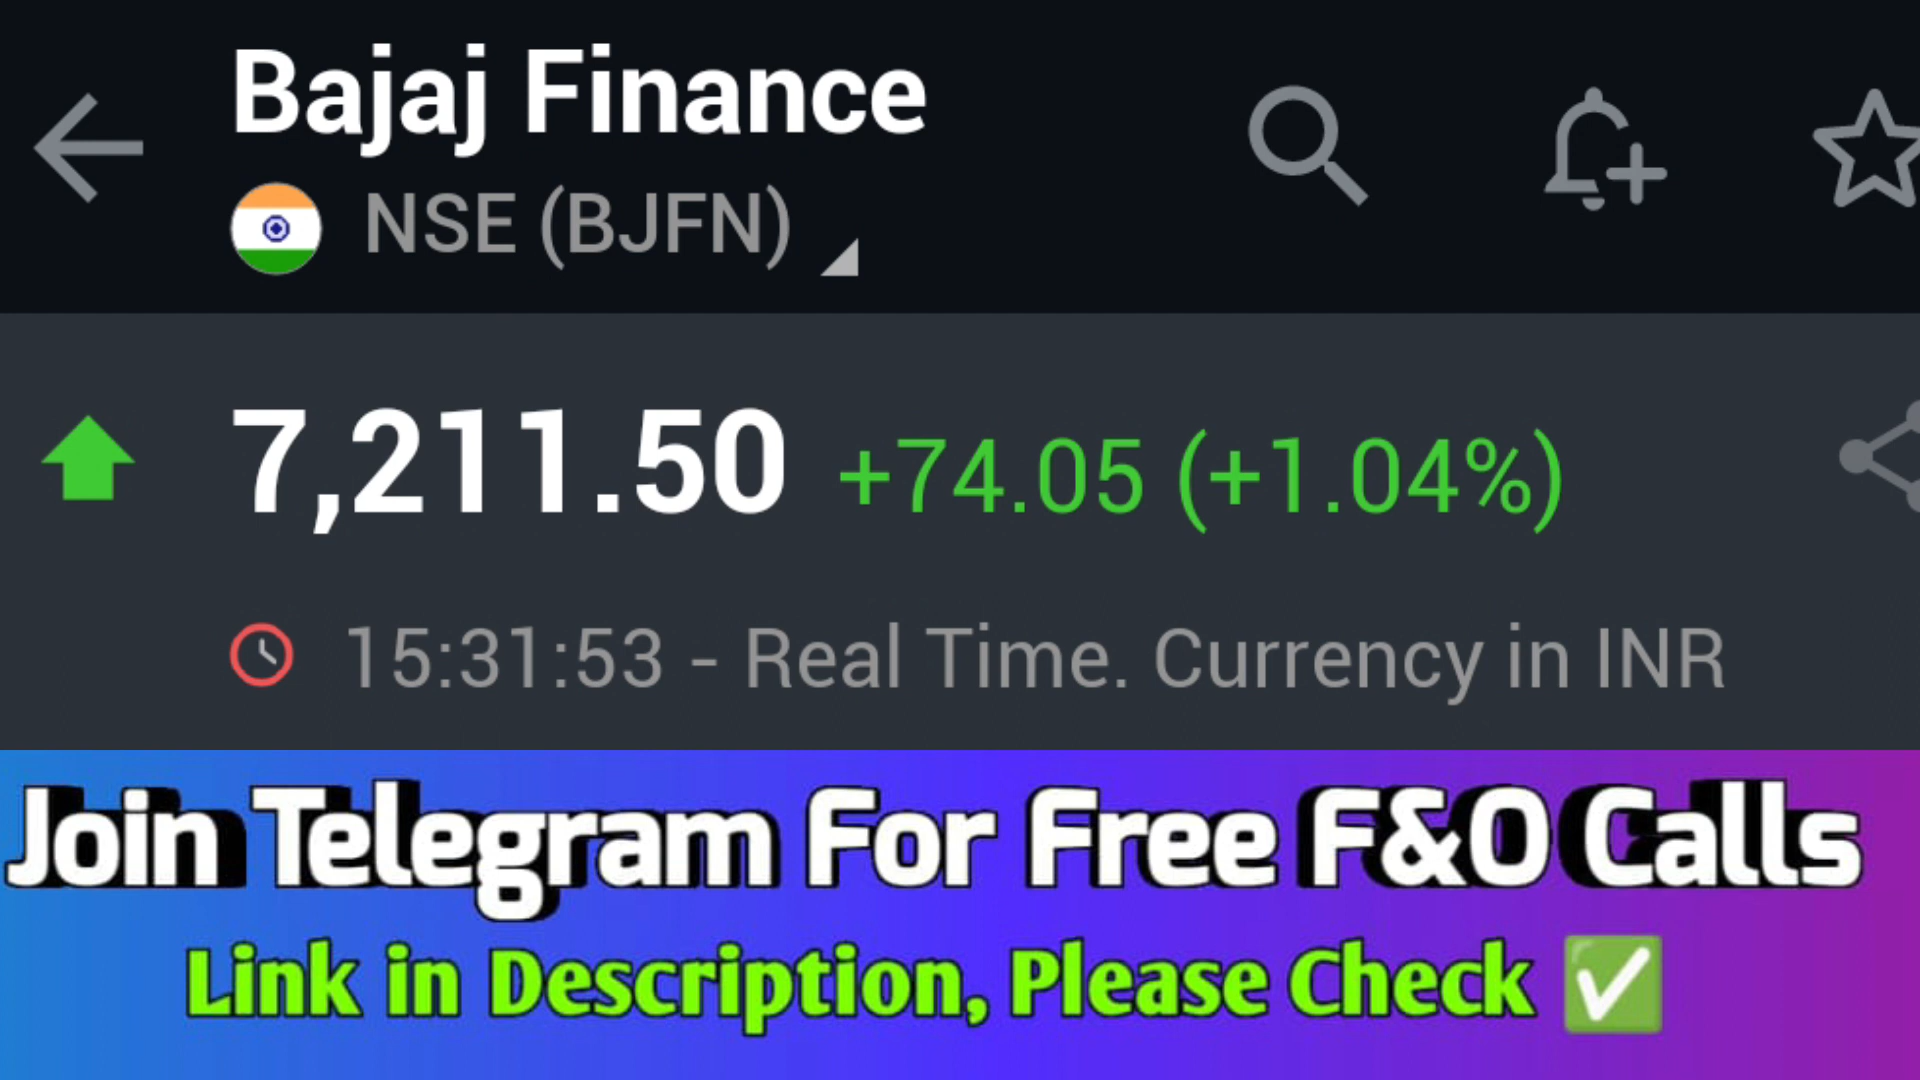 Bajaj Finance
NSE (BJFN)
7,211.50 +74.05 (+1.04%)
15:31:53 - Real Time. Currency in INR
Join Telegram For Free F&O Calls
Link in Description, Please Check ✅